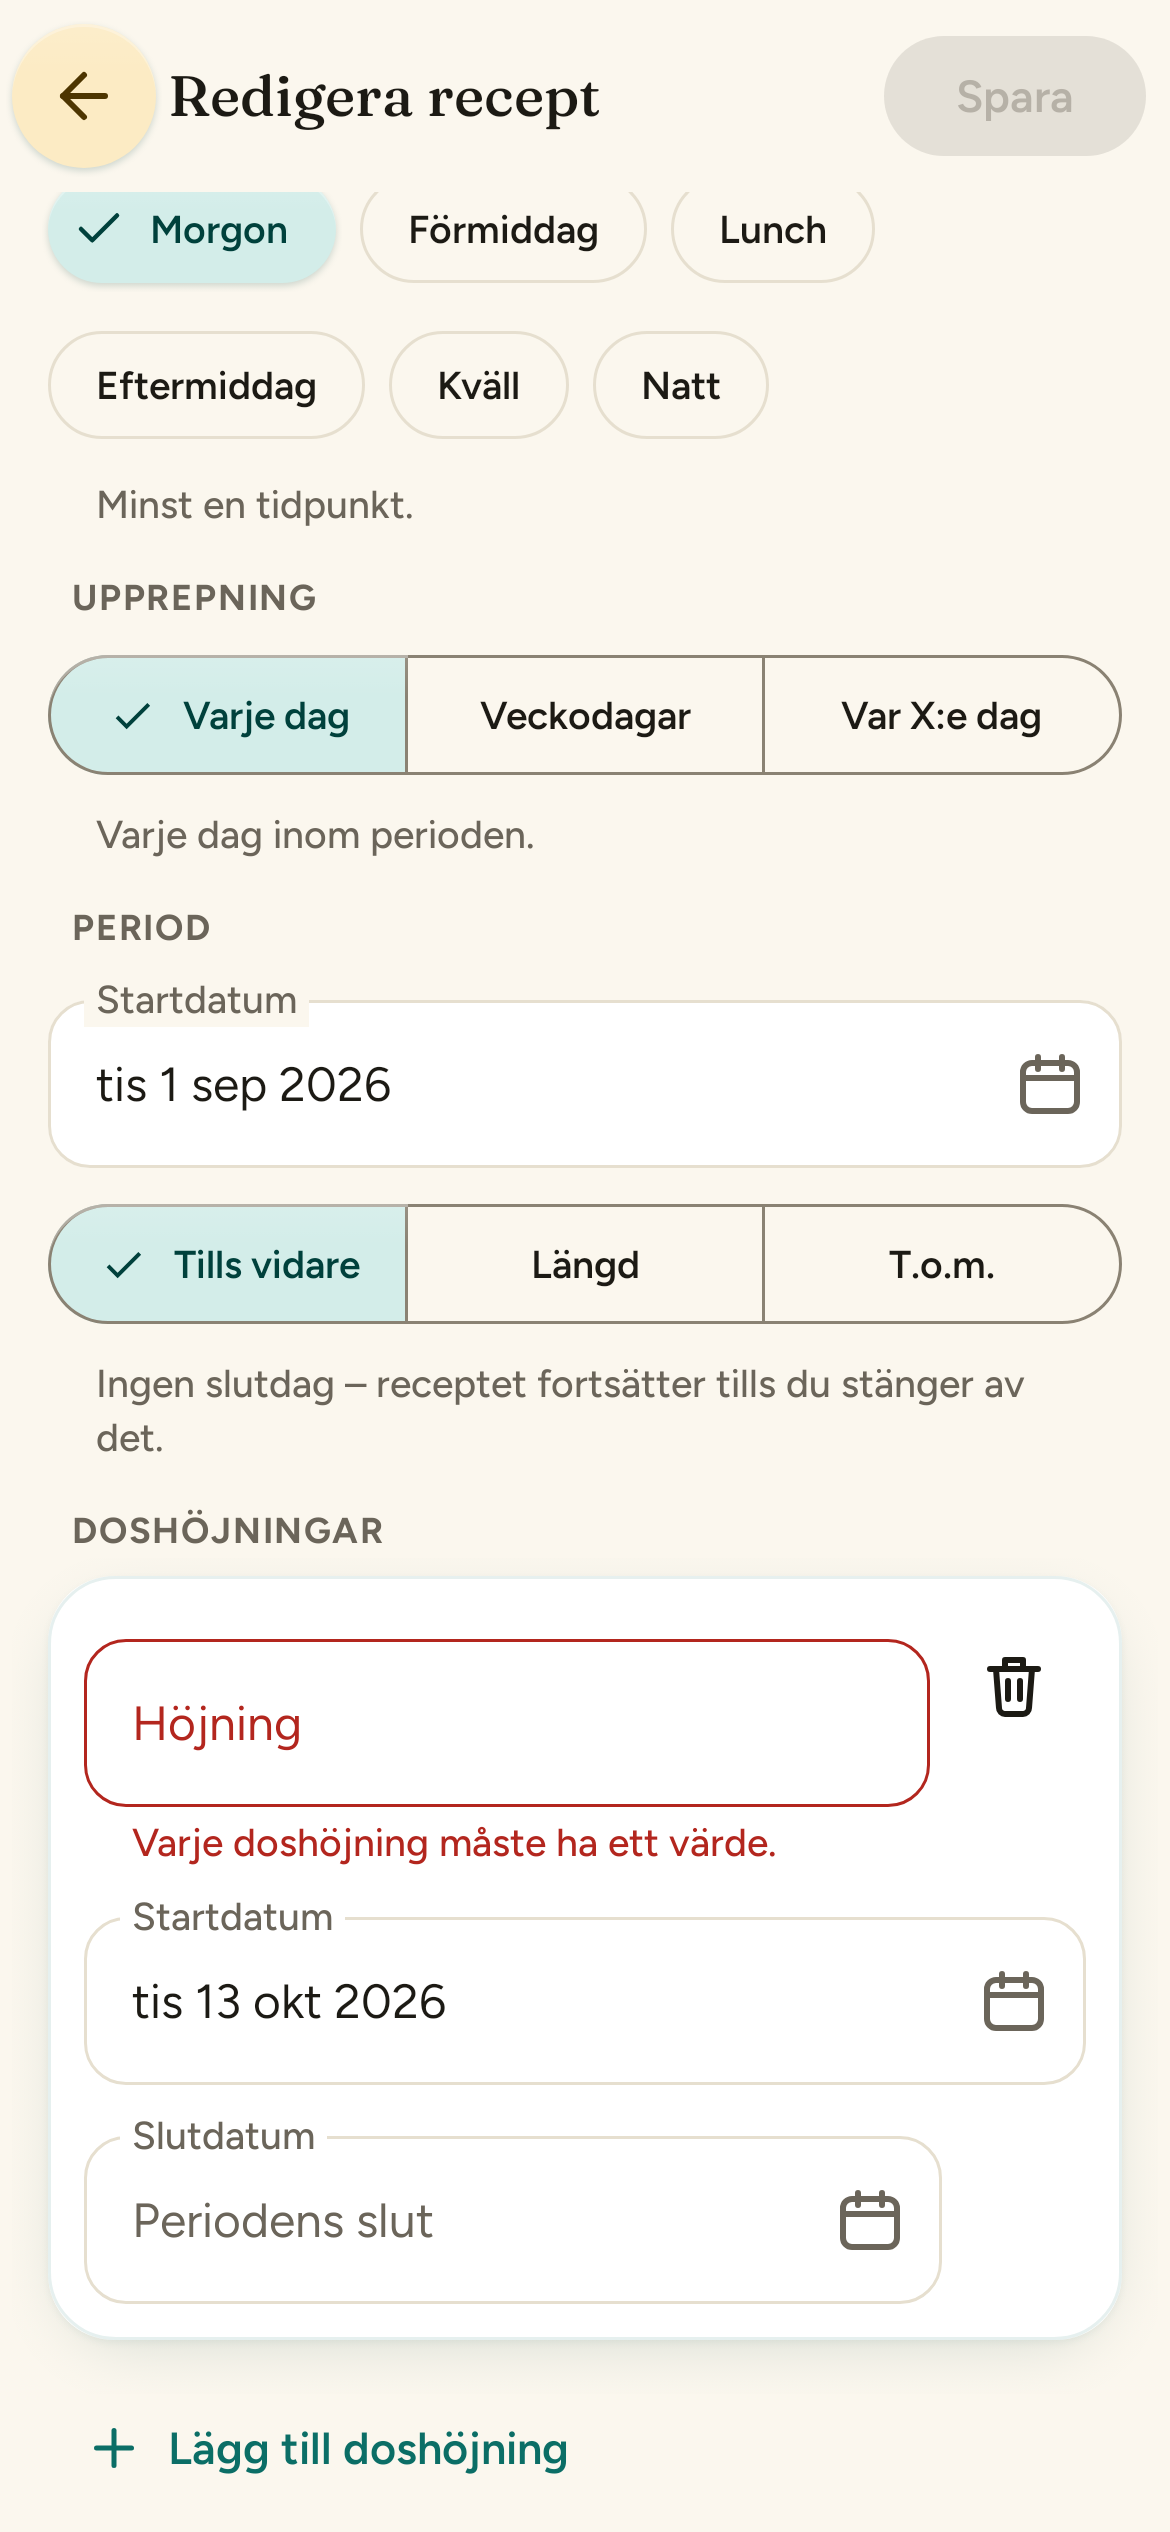 Redigera recept
Spara
Morgon
Förmiddag
Lunch
Eftermiddag
Kväll
Natt
Minst en tidpunkt.
UPPREPNING
Varje dag
Veckodagar
Var X:e dag
Varje dag inom perioden.
PERIOD
Startdatum
tis 1 sep 2026
Tills vidare
Längd
T.o.m.
Ingen slutdag – receptet fortsätter tills du stänger av
det.
DOSHÖJNINGAR
Höjning
Varje doshöjning måste ha ett värde.
Startdatum
tis 13 okt 2026
Slutdatum
Periodens slut
Lägg till doshöjning